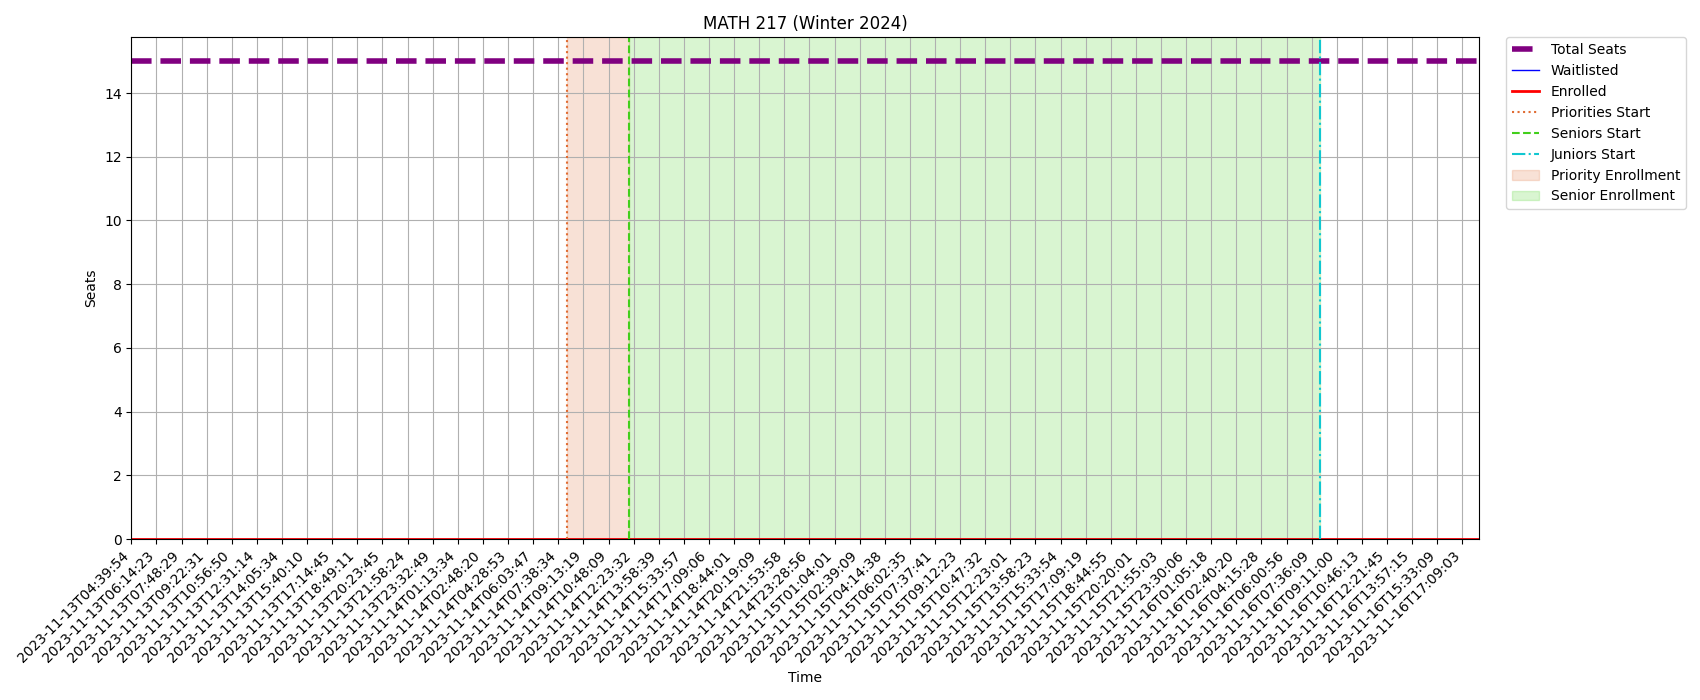 MATH 217 (Winter 2024)
Total Seats
Waitlisted
Enrolled
Priorities Start
Seniors Start
Juniors Start
Priority Enrollment
Senior Enrollment
Seats
14
12
10
8
6
4
2
0
2023-11-13T04:39:54
2023-11-13T06:14:23
2023-11-13T07:48:29
2023-11-13T09:22:31
2023-11-13T10:56:50
2023-11-13T12:31:14
2023-11-13T14:05:34
2023-11-13T15:40:10
2023-11-13T17:14:45
2023-11-13T18:49:11
2023-11-13T20:23:45
2023-11-13T21:58:24
2023-11-13T23:32:49
2023-11-14T01:13:34
2023-11-14T02:48:20
2023-11-14T04:28:53
2023-11-14T06:03:47
2023-11-14T07:38:34
2023-11-14T09:13:19
2023-11-14T10:48:09
2023-11-14T12:23:32
2023-11-14T13:58:39
2023-11-14T15:33:57
2023-11-14T17:09:06
2023-11-14T18:44:01
2023-11-14T20:19:09
2023-11-14T21:53:58
2023-11-14T23:28:56
2023-11-15T01:04:01
2023-11-15T02:39:09
2023-11-15T04:14:38
2023-11-15T06:02:35
2023-11-15T07:37:41
2023-11-15T09:12:23
2023-11-15T10:47:32
2023-11-15T12:23:01
2023-11-15T13:58:23
2023-11-15T15:33:54
2023-11-15T17:09:19
2023-11-15T18:44:55
2023-11-15T20:20:01
2023-11-15T21:55:03
2023-11-15T23:30:06
2023-11-16T01:05:18
2023-11-16T02:40:20
2023-11-16T04:15:28
2023-11-16T06:00:56
2023-11-16T07:36:09
2023-11-16T09:11:00
2023-11-16T10:46:13
2023-11-16T12:21:45
2023-11-16T13:57:15
2023-11-16T15:33:09
2023-11-16T17:09:03
Time